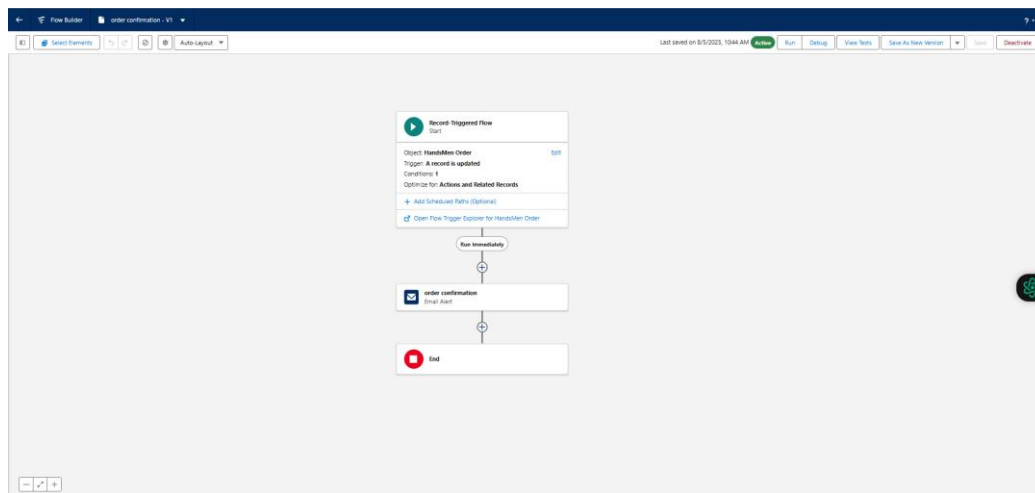 Flow Builder
order confirmation - V1
?
Select Elements
Auto-Layout
Last saved on 8/5/2023, 10:44 AM
Active
Run
Debug
View Tests
Save As New Version
Save
Deactivate
Record-Triggered Flow
Start
Object: HandsMen Order
Edit
Trigger: A record is updated
Conditions: 1
Optimize for: Actions and Related Records
+ Add Scheduled Paths (Optional)
Open Flow Trigger Explorer for HandsMen Order
Run Immediately
order confirmation
Email Alert
End